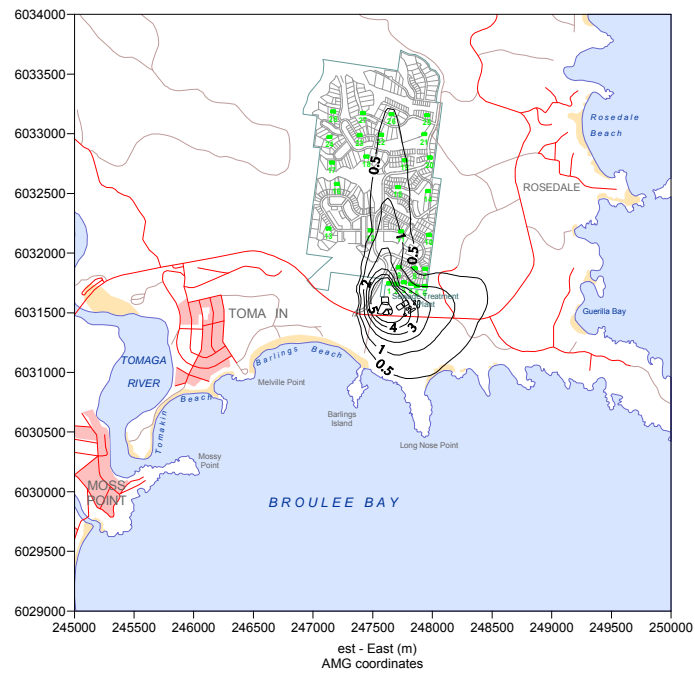 6034000
6033500
6033000
6032500
6032000
6031500
6031000
6030500
6030000
6029500
6029000
Rosedale
Beach
ROSEDALE
Guerilla Bay
0.5
0.5
1
2
5
4
3
1
0.5
Treatment
Plant
TOMA IN
TOMAGA
RIVER
Barlings Beach
Melville Point
Tomakin Beach
Barlings
Island
Long Nose Point
Mossy
Point
MOSS
POINT
BROULEE BAY
245000 245500 246000 246500 247000 247500 248000 248500 249000 249500 250000
est - East (m)
AMG coordinates